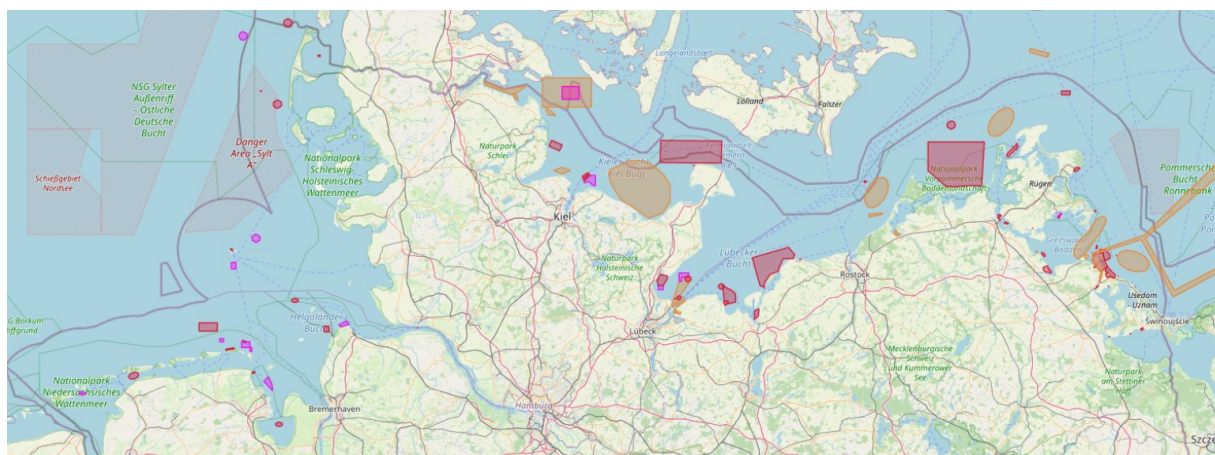 NSG Sylter
Außenriff
- Östliche
Deutsche
Bucht
Danger
Area „Sylt
A“
Schießgebiet
Nordsee
Nationalpark
Schleswig-
Holsteinisches
Wattenmeer
Naturpark
Schlei
Kieler Bucht
Kiel Bugt
Kiel
Langelandsbælt
Lolland
Falster
Nationalpark
Vorpommersche
Boddenlandschaft
Rügen
Pommersche
Bucht
Ronnebank
Greifswalder
Bodden
Usedom
- Uznam
Świnoujście
Lübecker
Bucht
Rostock
Naturpark
Holsteinische
Schweiz
Lübeck
Helgoländer
Bucht
G Borkum
Riffgrund
Nationalpark
Niedersächsisches
Wattenmeer
Bremerhaven
Hamburg
Mecklenburgische
Schweiz
und Kummerower
See
Naturpark
am Stettiner
Haff